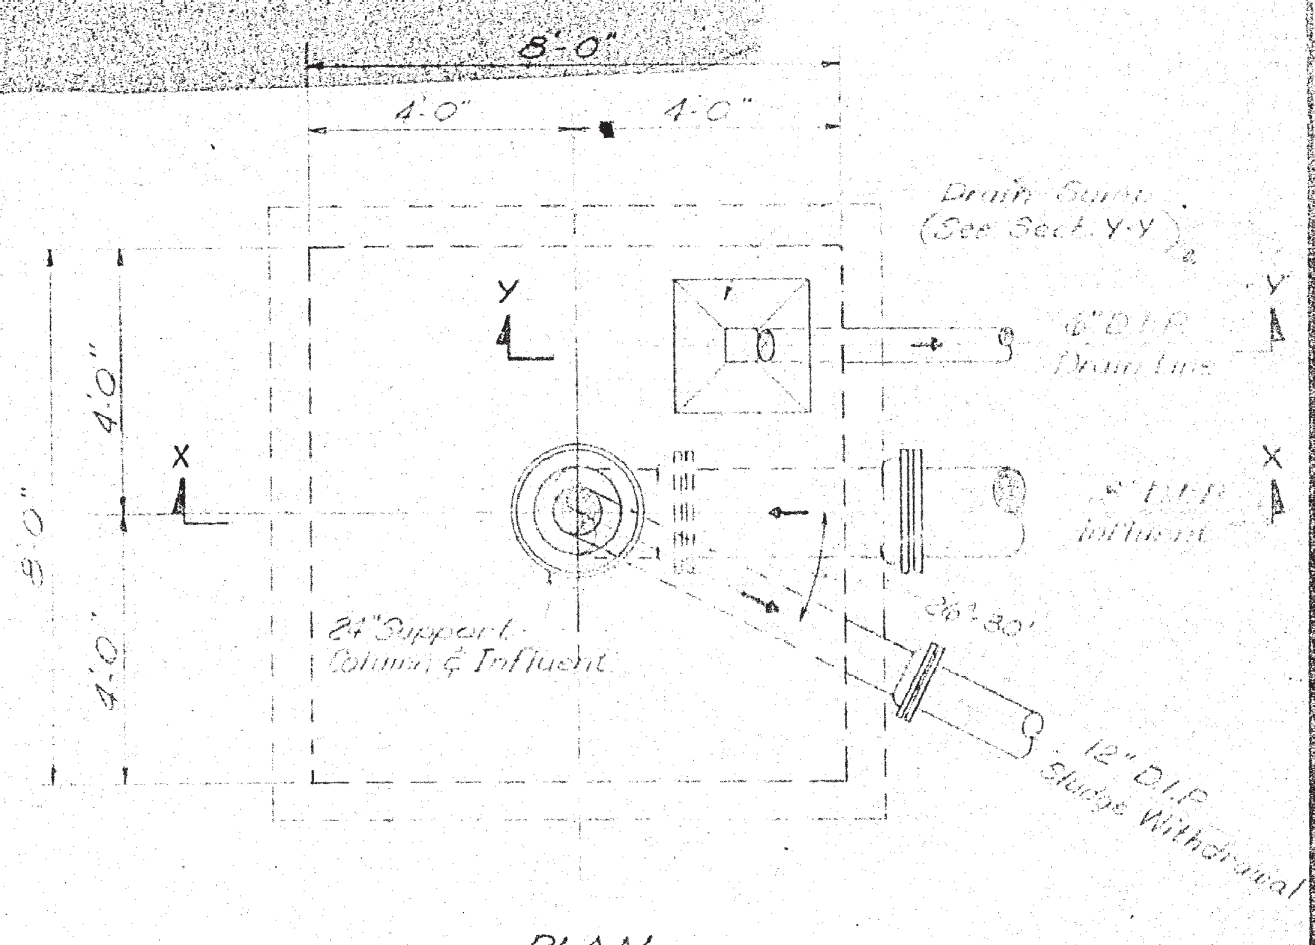 8'-0"
4'-0" 4'-0"
Drain Sump
(See Sect. Y-Y)
Y Y
6" D.I.P.
Drain Line
4'-0"
X X
D.I.P.
Influent
8'-0"
24" Support
Column & Influent
26°-30'
4'-0"
12" D.I.P.
Sludge Withdrawal
PLAN